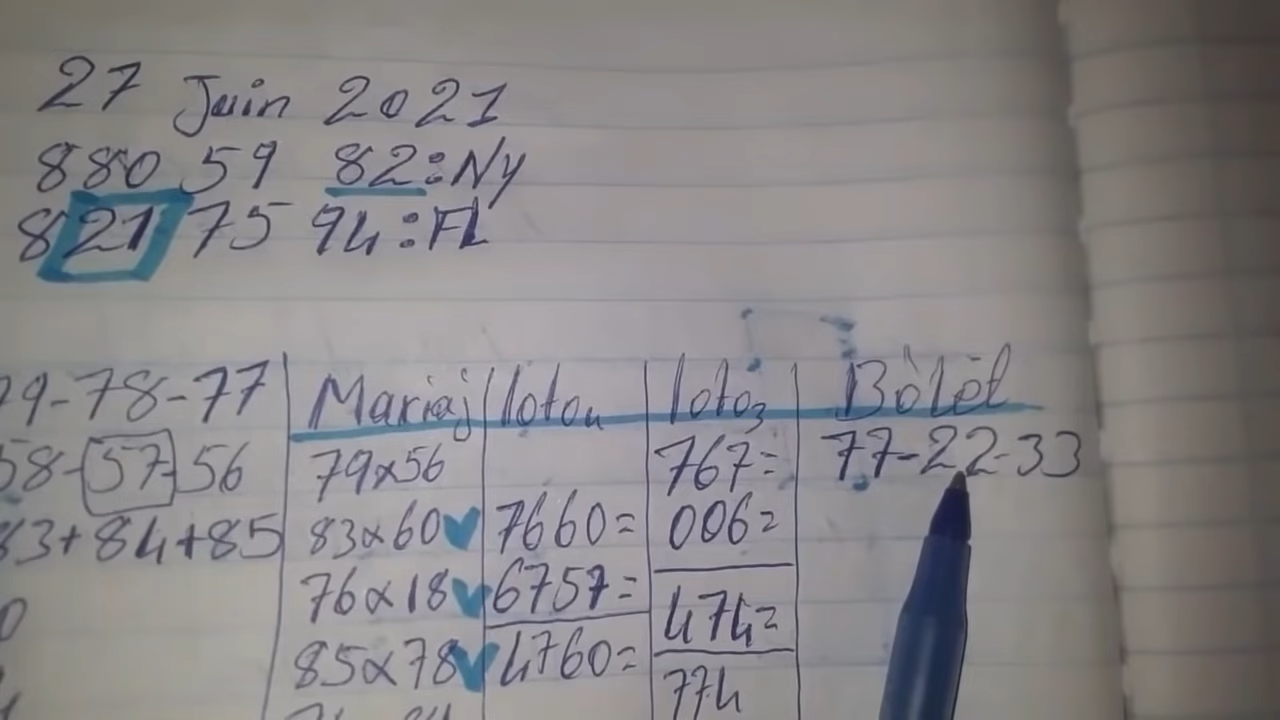 27 Juin 2021
880 59 82:Ny
821 75 94:FL
79-78-77 Mariaj loto4 loto3 Bòlèt
58-57-56 79x56 767= 77-22-33
83+84+85 83x60 7660= 006=
76x18 6757= 474=
85x78 4760= 774